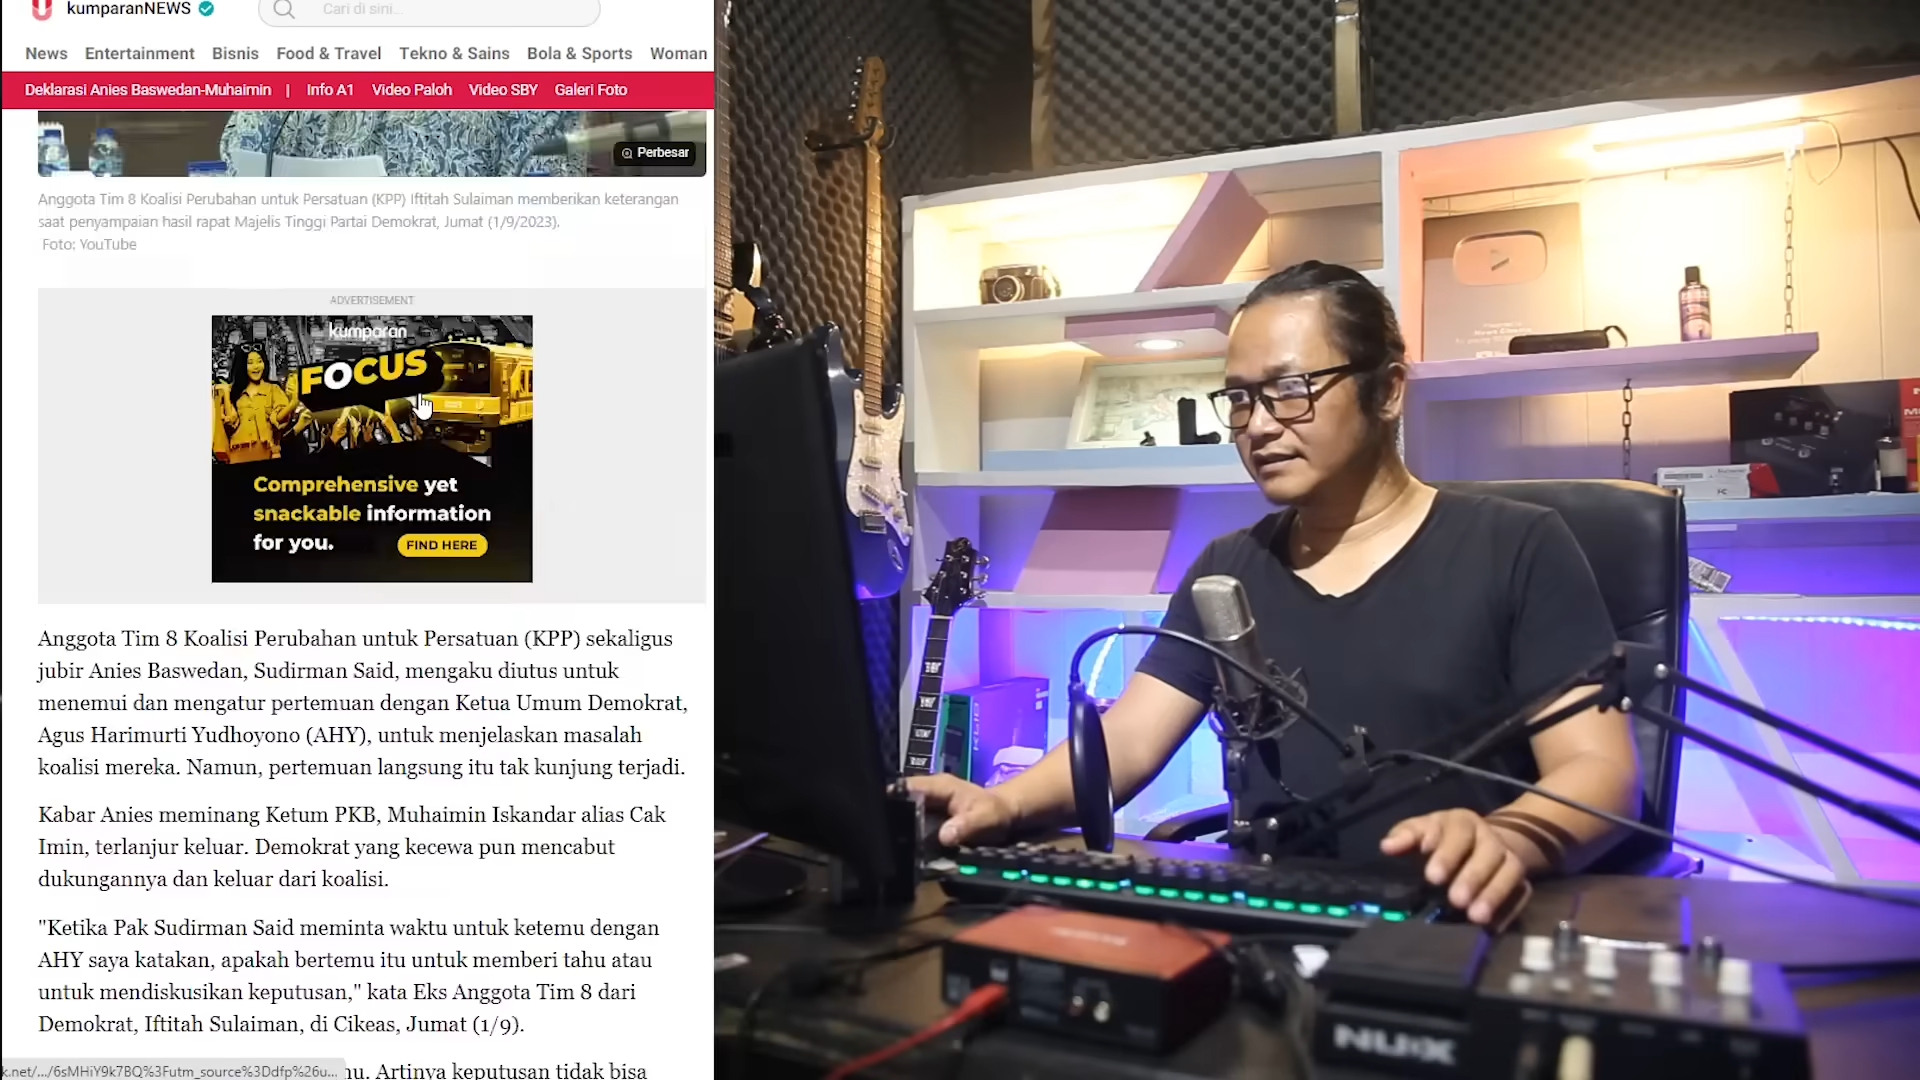 kumparanNEWS
Cari di sini...
News Entertainment Bisnis Food & Travel Tekno & Sains Bola & Sports Woman
Deklarasi Anies Baswedan-Muhaimin | Info A1 Video Paloh Video SBY Galeri Foto
Perbesar
Anggota Tim 8 Koalisi Perubahan untuk Persatuan (KPP) Iftitah Sulaiman memberikan keterangan
saat penyampaian hasil rapat Majelis Tinggi Partai Demokrat, Jumat (1/9/2023).
Foto: YouTube
ADVERTISEMENT
kumparan
FOCUS
Comprehensive yet
snackable information
for you.
FIND HERE
Anggota Tim 8 Koalisi Perubahan untuk Persatuan (KPP) sekaligus
jubir Anies Baswedan, Sudirman Said, mengaku diutus untuk
menemui dan mengatur pertemuan dengan Ketua Umum Demokrat,
Agus Harimurti Yudhoyono (AHY), untuk menjelaskan masalah
koalisi mereka. Namun, pertemuan langsung itu tak kunjung terjadi.
Kabar Anies meminang Ketum PKB, Muhaimin Iskandar alias Cak
Imin, terlanjur keluar. Demokrat yang kecewa pun mencabut
dukungannya dan keluar dari koalisi.
"Ketika Pak Sudirman Said meminta waktu untuk ketemu dengan
AHY saya katakan, apakah bertemu itu untuk memberi tahu atau
untuk mendiskusikan keputusan," kata Eks Anggota Tim 8 dari
Demokrat, Iftitah Sulaiman, di Cikeas, Jumat (1/9).
k.net/.../6sMHiY9k7BQ%3Futm_source%3Ddfp%26u...
Artinya keputusan tidak bisa
NUX